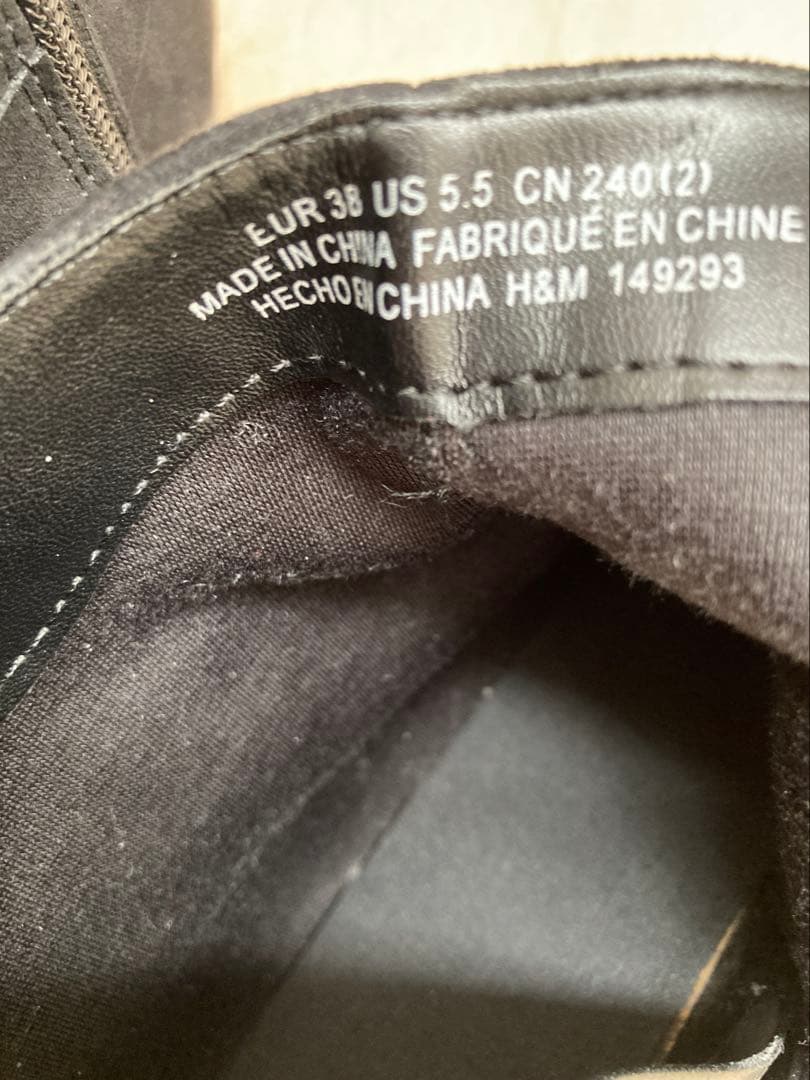 EUR 38 US 5.5 CN 240(2)
MADE IN CHINA FABRIQUÉ EN CHINE
HECHO EN CHINA H&M 149293